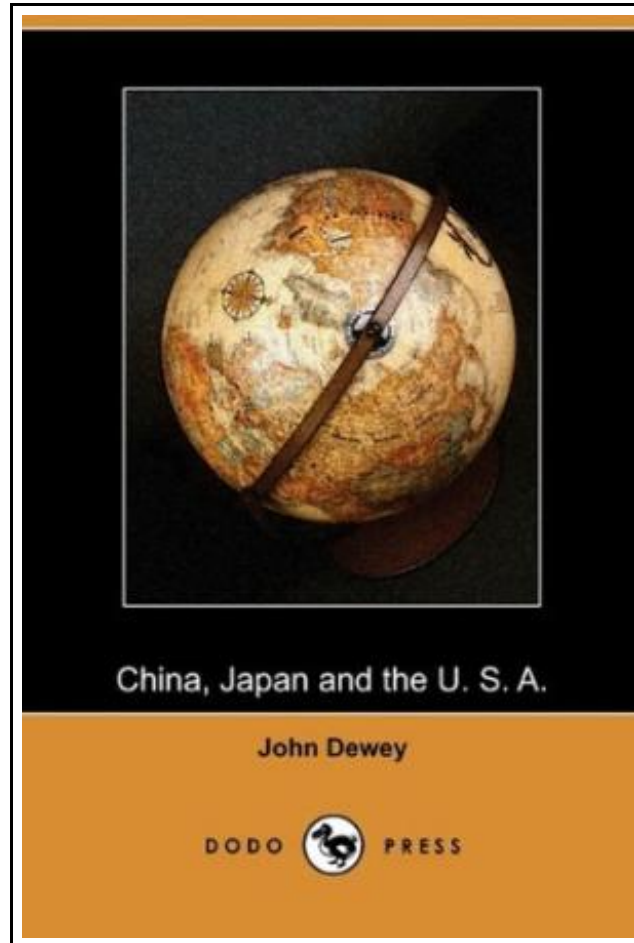 China, Japan and the U. S. A.
John Dewey
DODO PRESS